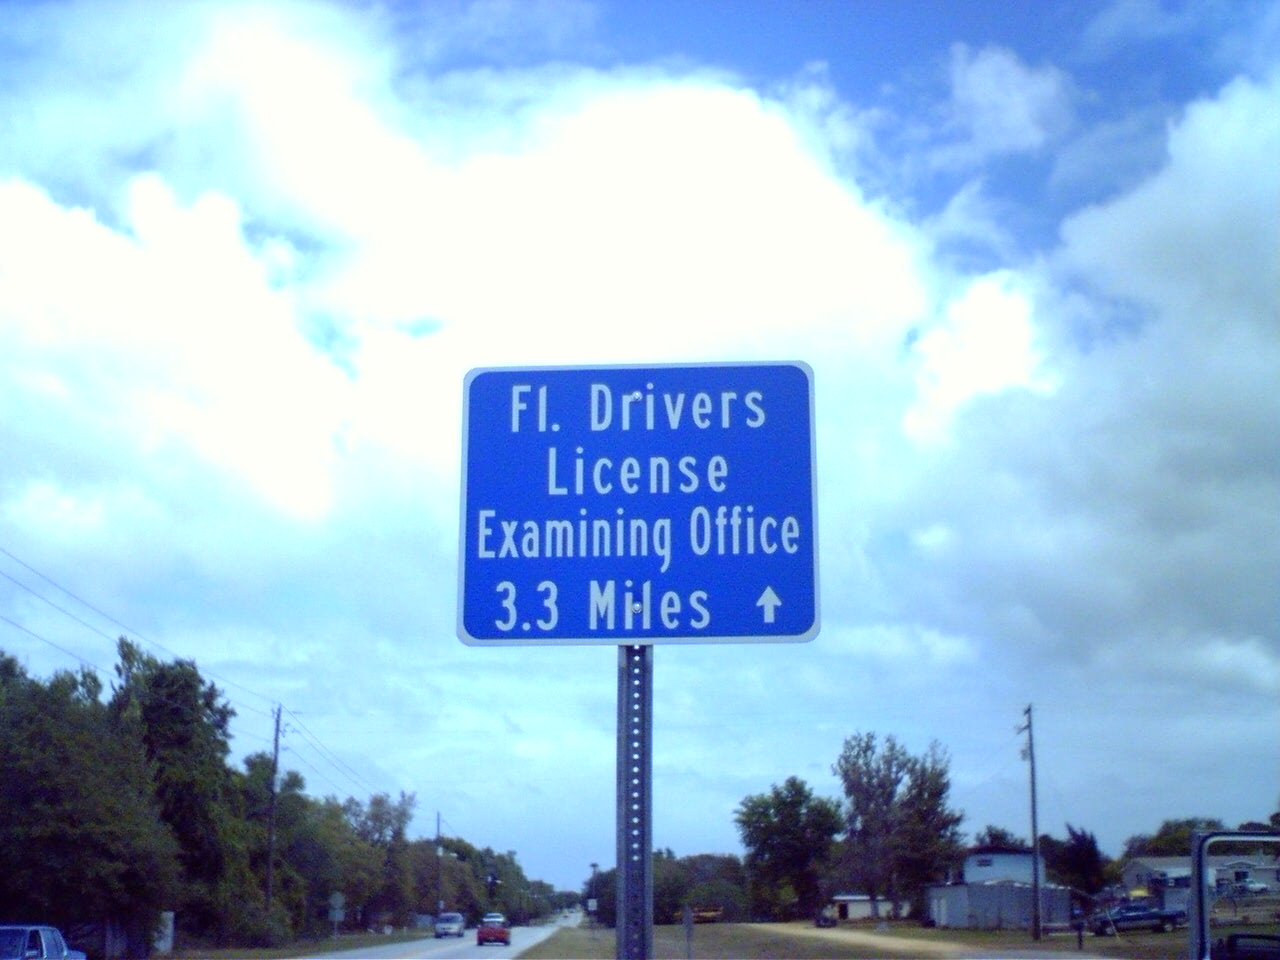 Fl. Drivers
License
Examining Office
3.3 Miles ↑